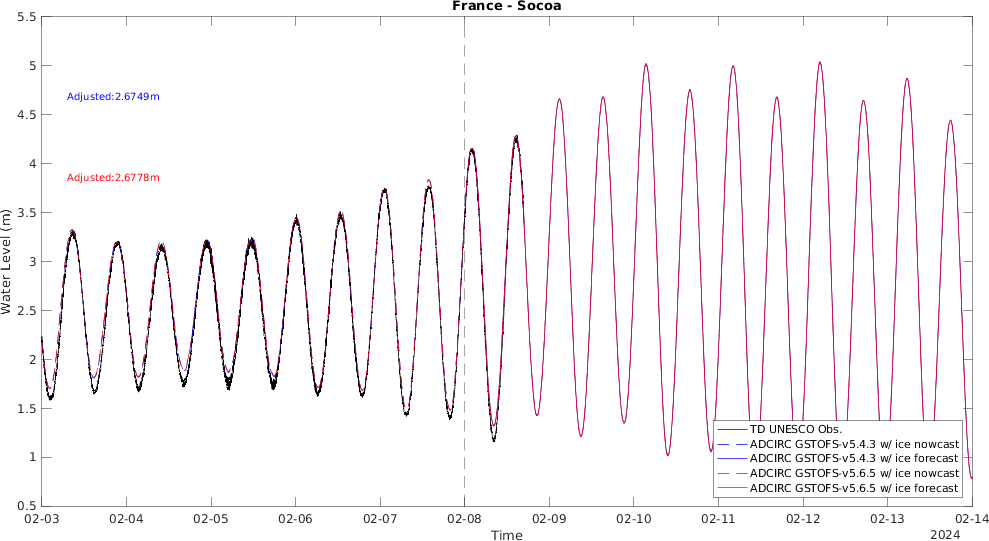 France - Socoa
5.5
5
4.5
4
3.5
3
2.5
2
1.5
1
0.5
Water Level (m)
Adjusted:2.6749m
Adjusted:2.6778m
TD UNESCO Obs.
ADCIRC GSTOFS-v5.4.3 w/ ice nowcast
ADCIRC GSTOFS-v5.4.3 w/ ice forecast
ADCIRC GSTOFS-v5.6.5 w/ ice nowcast
ADCIRC GSTOFS-v5.6.5 w/ ice forecast
02-03 02-04 02-05 02-06 02-07 02-08 02-09 02-10 02-11 02-12 02-13 02-14
Time
2024